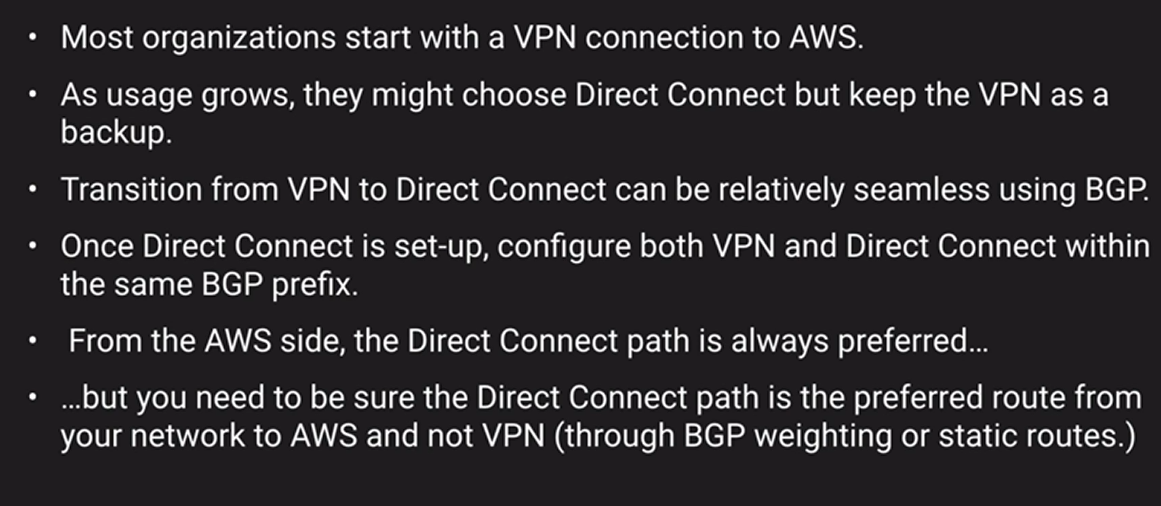 • Most organizations start with a VPN connection to AWS.
• As usage grows, they might choose Direct Connect but keep the VPN as a
backup.
• Transition from VPN to Direct Connect can be relatively seamless using BGP.
• Once Direct Connect is set-up, configure both VPN and Direct Connect within
the same BGP prefix.
• From the AWS side, the Direct Connect path is always preferred…
• …but you need to be sure the Direct Connect path is the preferred route from
your network to AWS and not VPN (through BGP weighting or static routes.)